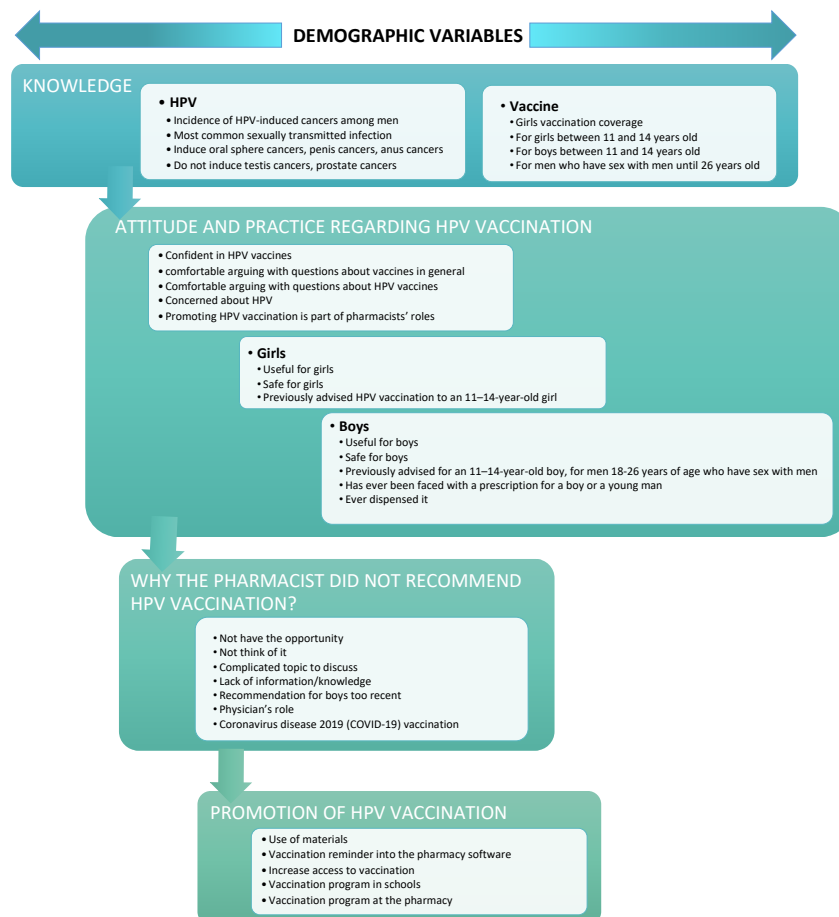 DEMOGRAPHIC VARIABLES
KNOWLEDGE
• HPV
• Incidence of HPV-induced cancers among men
• Most common sexually transmitted infection
• Induce oral sphere cancers, penis cancers, anus cancers
• Do not induce testis cancers, prostate cancers
• Vaccine
• Girls vaccination coverage
• For girls between 11 and 14 years old
• For boys between 11 and 14 years old
• For men who have sex with men until 26 years old
ATTITUDE AND PRACTICE REGARDING HPV VACCINATION
• Confident in HPV vaccines
• comfortable arguing with questions about vaccines in general
• Comfortable arguing with questions about HPV vaccines
• Concerned about HPV
• Promoting HPV vaccination is part of pharmacists’ roles
• Girls
• Useful for girls
• Safe for girls
• Previously advised HPV vaccination to an 11–14-year-old girl
• Boys
• Useful for boys
• Safe for boys
• Previously advised for an 11–14-year-old boy, for men 18-26 years of age who have sex with men
• Has ever been faced with a prescription for a boy or a young man
• Ever dispensed it
WHY THE PHARMACIST DID NOT RECOMMEND
HPV VACCINATION?
• Not have the opportunity
• Not think of it
• Complicated topic to discuss
• Lack of information/knowledge
• Recommendation for boys too recent
• Physician’s role
• Coronavirus disease 2019 (COVID-19) vaccination
PROMOTION OF HPV VACCINATION
• Use of materials
• Vaccination reminder into the pharmacy software
• Increase access to vaccination
• Vaccination program in schools
• Vaccination program at the pharmacy